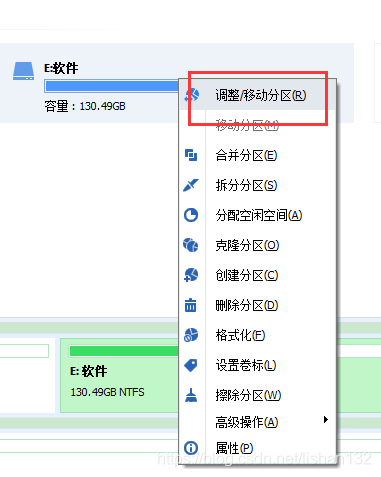 E:软件
容量：130.49GB
调整/移动分区(R)
移动分区(M)
合并分区(E)
拆分分区(S)
分配空闲空间(A)
克隆分区(O)
创建分区(C)
删除分区(D)
格式化(F)
设置卷标(L)
擦除分区(W)
高级操作(A)
属性(P)
E: 软件
130.49GB NTFS
https://blog.csdn.net/lishan132